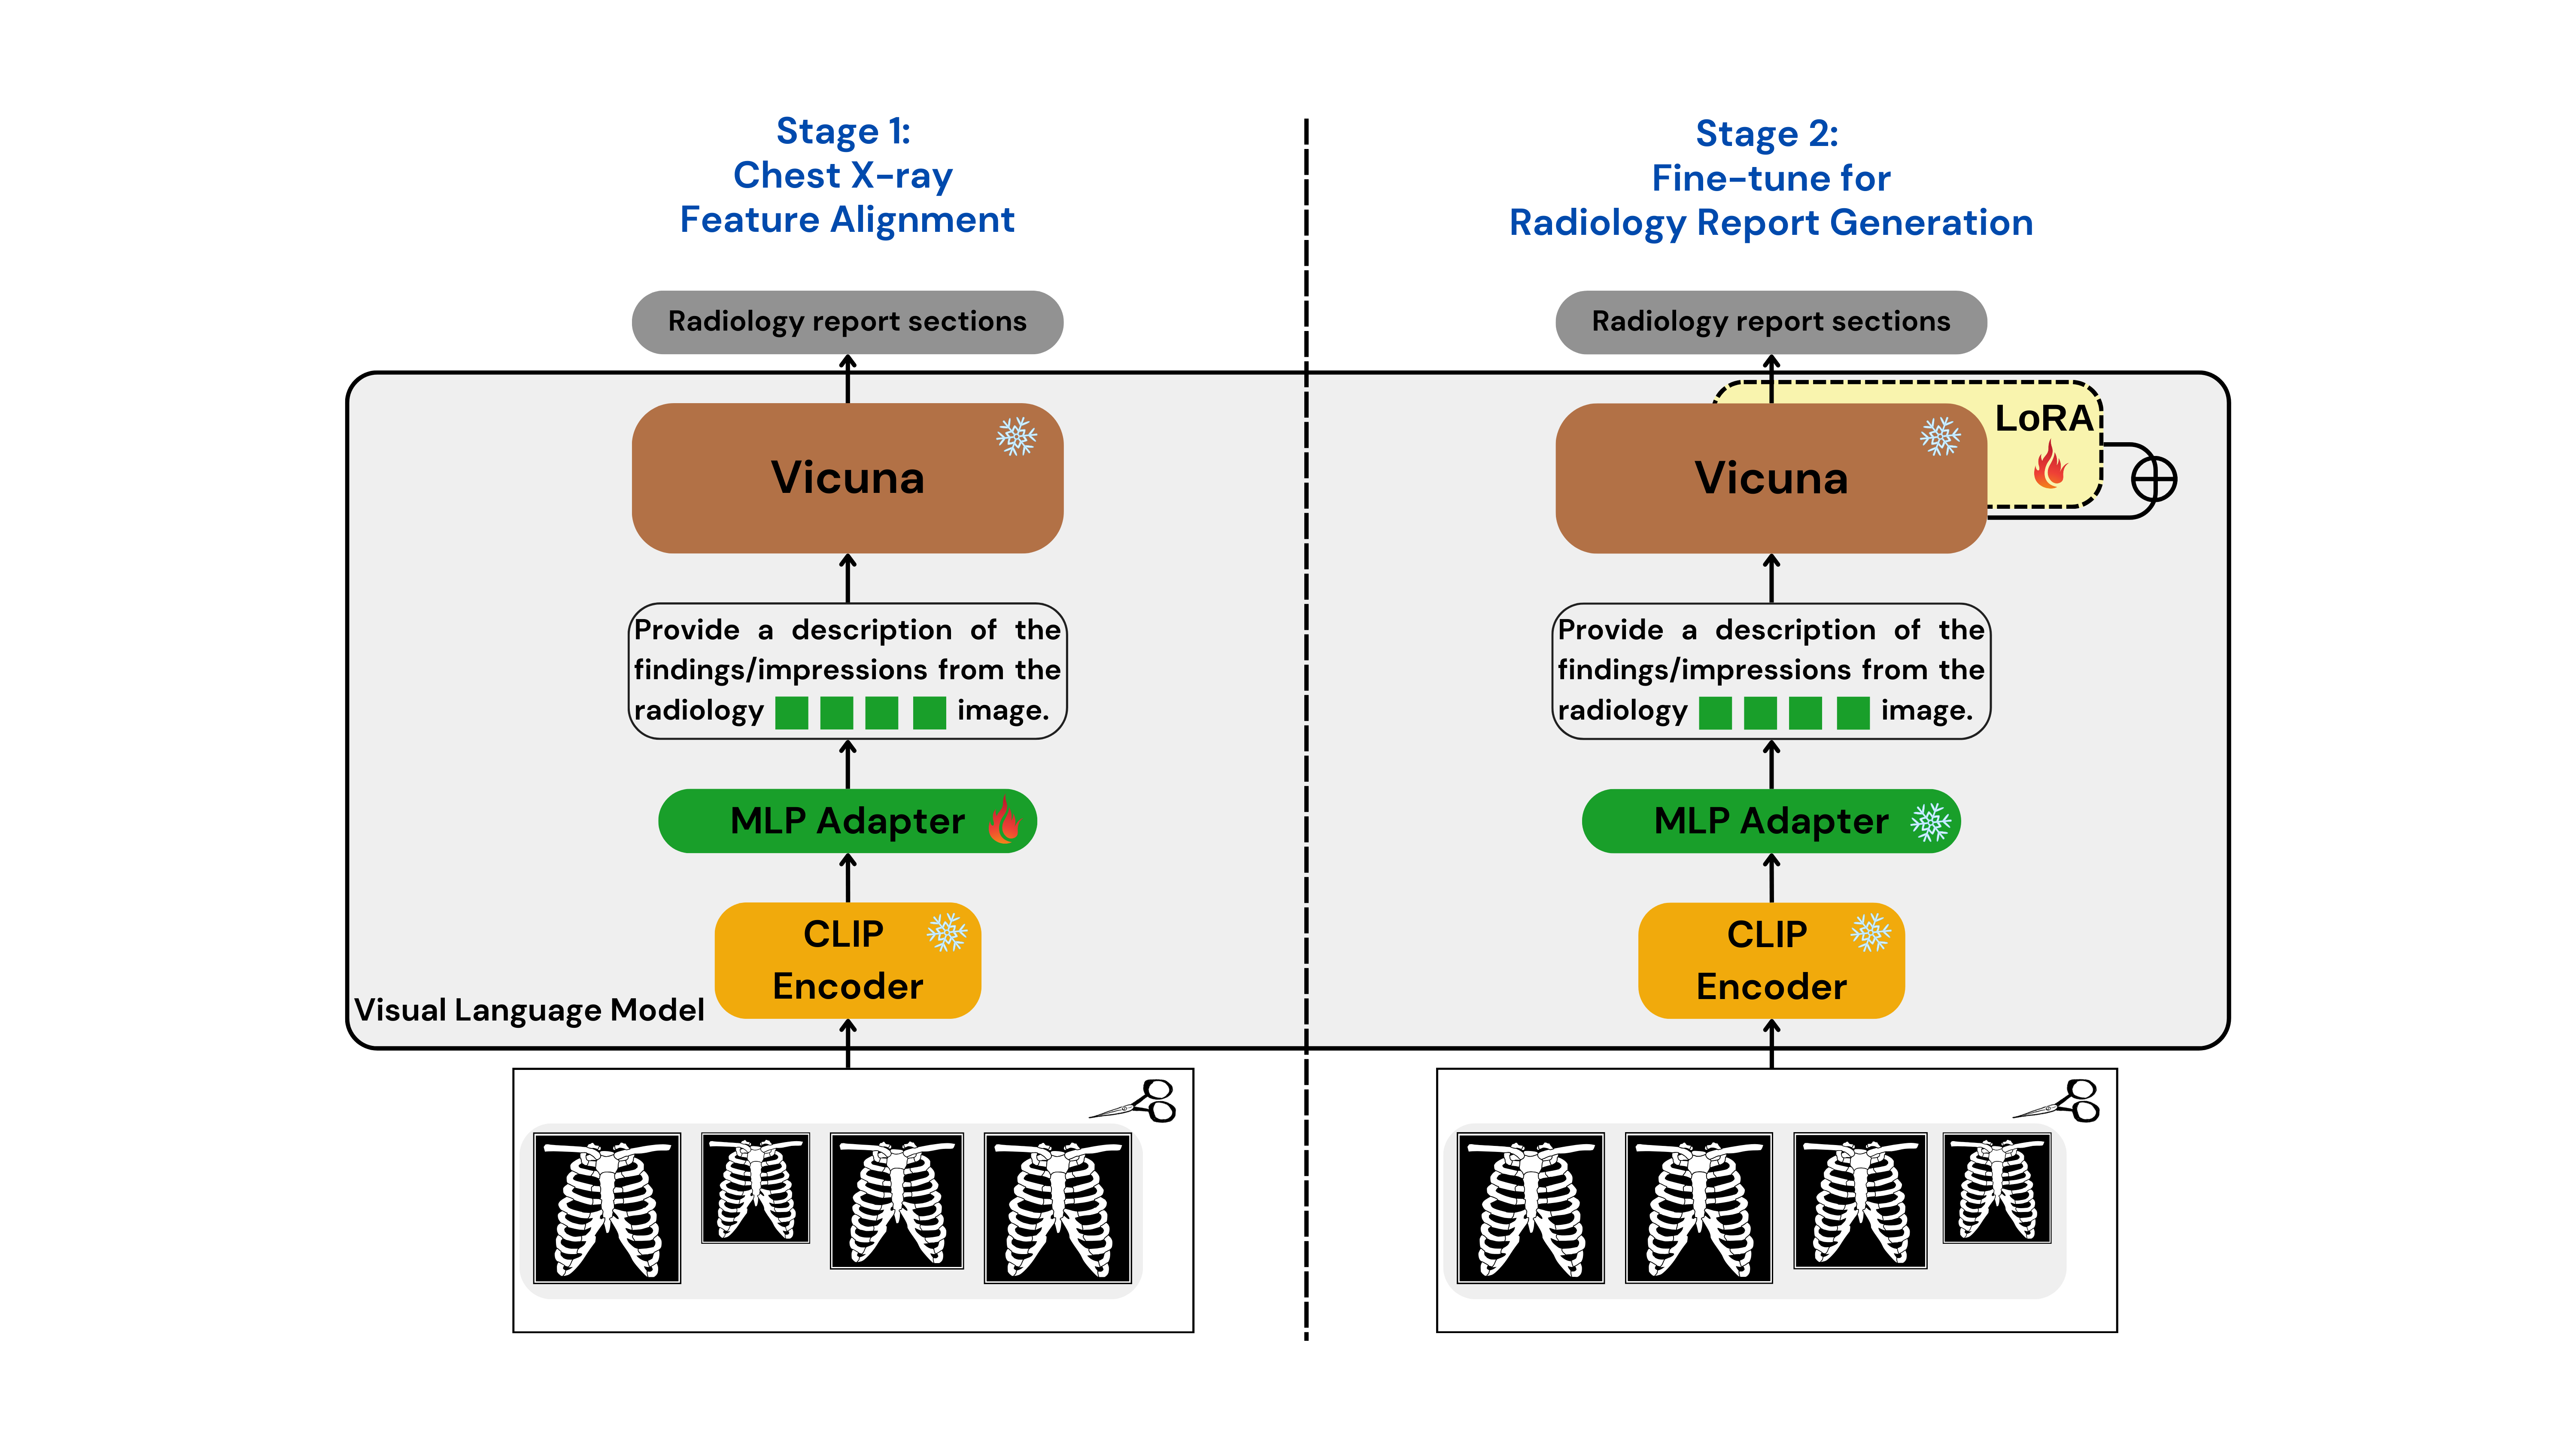 Stage 1:
Chest X-ray
Feature Alignment
Radiology report sections
Vicuna
Provide a description of the
findings/impressions from the
radiology image.
MLP Adapter
CLIP
Encoder
Visual Language Model
Stage 2:
Fine-tune for
Radiology Report Generation
Radiology report sections
LoRA
Vicuna
Provide a description of the
findings/impressions from the
radiology image.
MLP Adapter
CLIP
Encoder